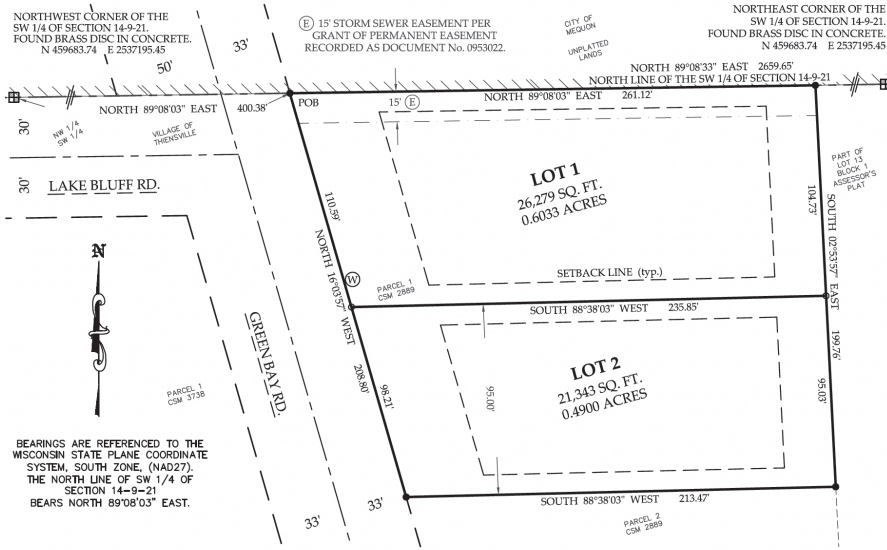 NORTHWEST CORNER OF THE
SW 1/4 OF SECTION 14-9-21.
FOUND BRASS DISC IN CONCRETE.
N 459683.74 E 2537195.45
33'
50'
Ⓔ 15' STORM SEWER EASEMENT PER
GRANT OF PERMANENT EASEMENT
RECORDED AS DOCUMENT No. 0953022.
CITY OF
MEQUON
UNPLATTED
LANDS
NORTHEAST CORNER OF THE
SW 1/4 OF SECTION 14-9-21.
FOUND BRASS DISC IN CONCRETE.
N 459683.74 E 2537195.45
NORTH 89°08'33" EAST 2659.65'
NORTH LINE OF THE SW 1/4 OF SECTION 14-9-21
NORTH 89°08'03" EAST
400.38'
POB
15' Ⓔ
NORTH 89°08'03" EAST 261.12'
30'
NW 1/4
SW 1/4
VILLAGE OF
THIENSVILLE
30'
LAKE BLUFF RD.
LOT 1
26,279 SQ. FT.
0.6033 ACRES
PART OF
LOT 13
BLOCK 1
ASSESSOR'S
PLAT
110.59'
104.73'
NORTH 16°03'57" WEST
208.80'
SOUTH 02°53'57" EAST
199.76'
N
W
PARCEL 1
CSM 2889
SETBACK LINE (typ.)
SOUTH 88°38'03" WEST 235.85'
GREEN BAY RD.
LOT 2
21,343 SQ. FT.
0.4900 ACRES
PARCEL 1
CSM 3738
98.21'
95.00'
95.03'
BEARINGS ARE REFERENCED TO THE
WISCONSIN STATE PLANE COORDINATE
SYSTEM, SOUTH ZONE, (NAD27).
THE NORTH LINE OF SW 1/4 OF
SECTION 14-9-21
BEARS NORTH 89°08'03" EAST.
33'
33'
SOUTH 88°38'03" WEST 213.47'
PARCEL 2
CSM 2889